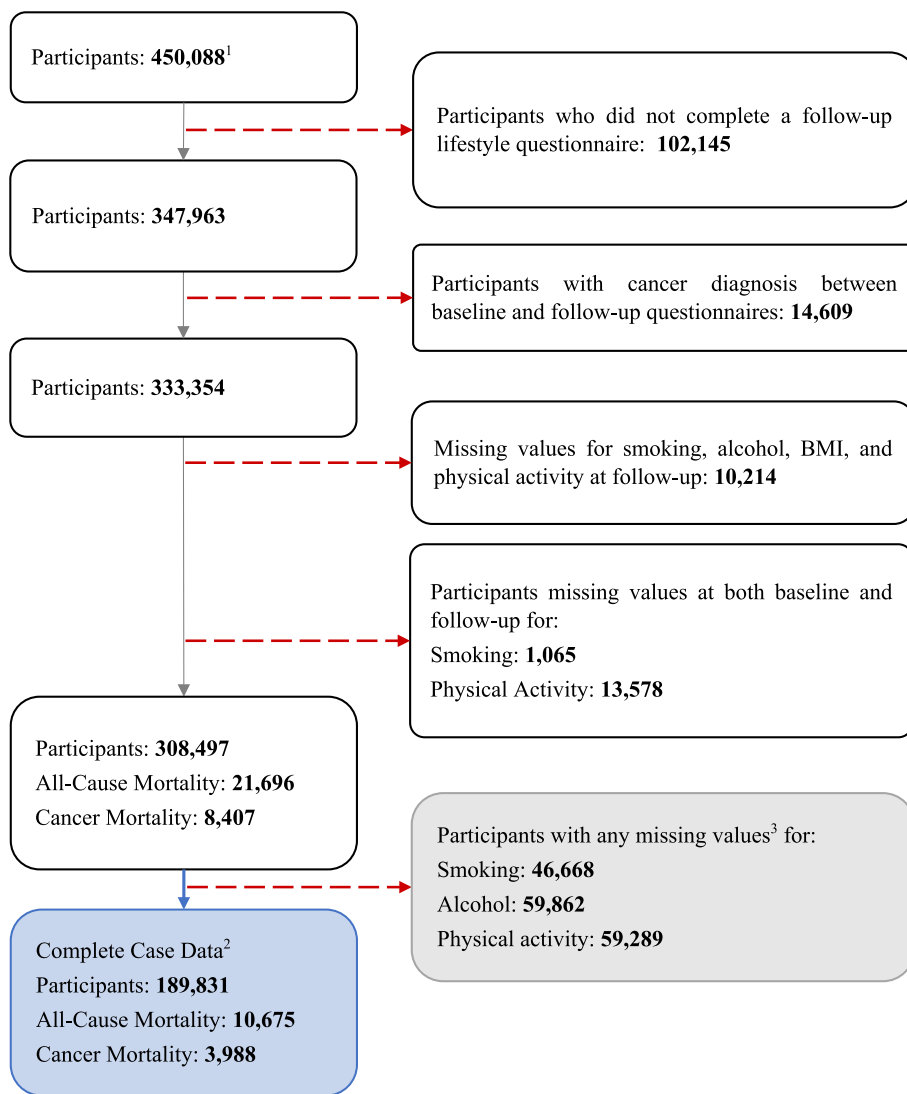 Participants: 450,088¹
Participants who did not complete a follow-up
lifestyle questionnaire: 102,145
Participants: 347,963
Participants with cancer diagnosis between
baseline and follow-up questionnaires: 14,609
Participants: 333,354
Missing values for smoking, alcohol, BMI, and
physical activity at follow-up: 10,214
Participants missing values at both baseline and
follow-up for:
Smoking: 1,065
Physical Activity: 13,578
Participants: 308,497
All-Cause Mortality: 21,696
Cancer Mortality: 8,407
Participants with any missing values³ for:
Smoking: 46,668
Alcohol: 59,862
Physical activity: 59,289
Complete Case Data²
Participants: 189,831
All-Cause Mortality: 10,675
Cancer Mortality: 3,988